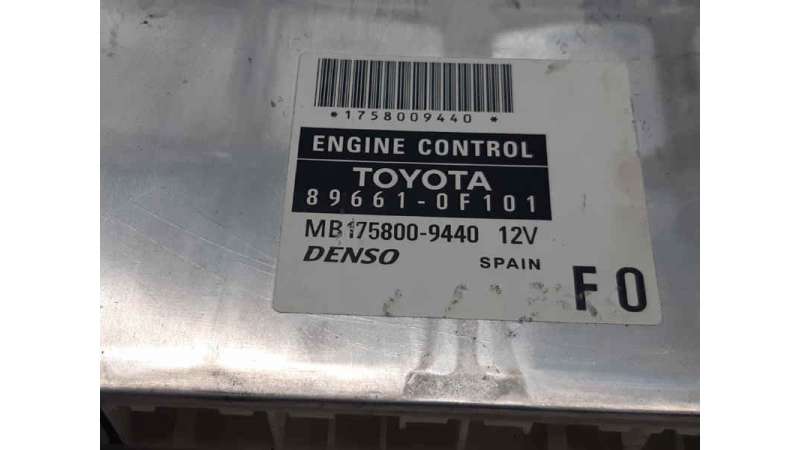 *1758009440*
ENGINE CONTROL
TOYOTA
89661-0F101
MB175800-9440 12V
DENSO SPAIN F0